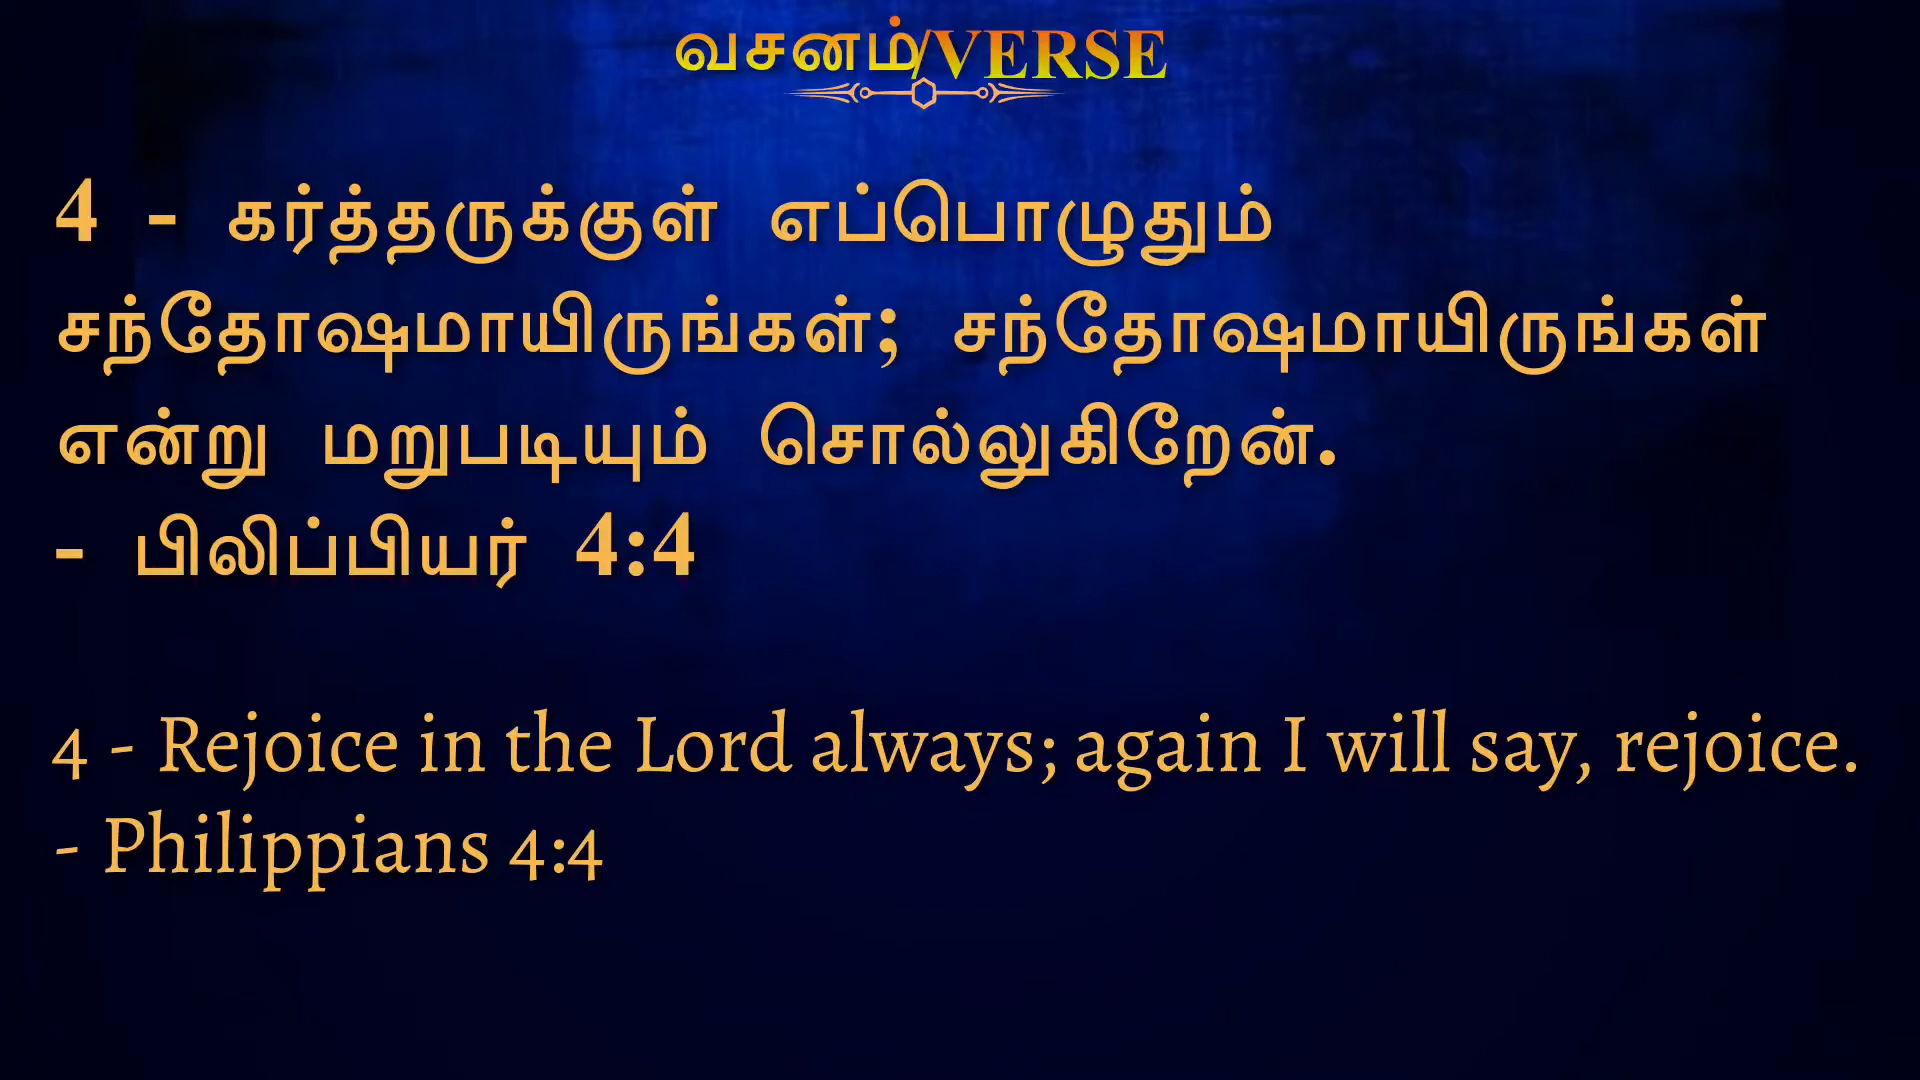 வசனம்/VERSE
4 - கர்த்தருக்குள் எப்பொழுதும்
சந்தோஷமாயிருங்கள்; சந்தோஷமாயிருங்கள்
என்று மறுபடியும் சொல்லுகிறேன்.
- பிலிப்பியர் 4:4
4 - Rejoice in the Lord always; again I will say, rejoice.
- Philippians 4:4